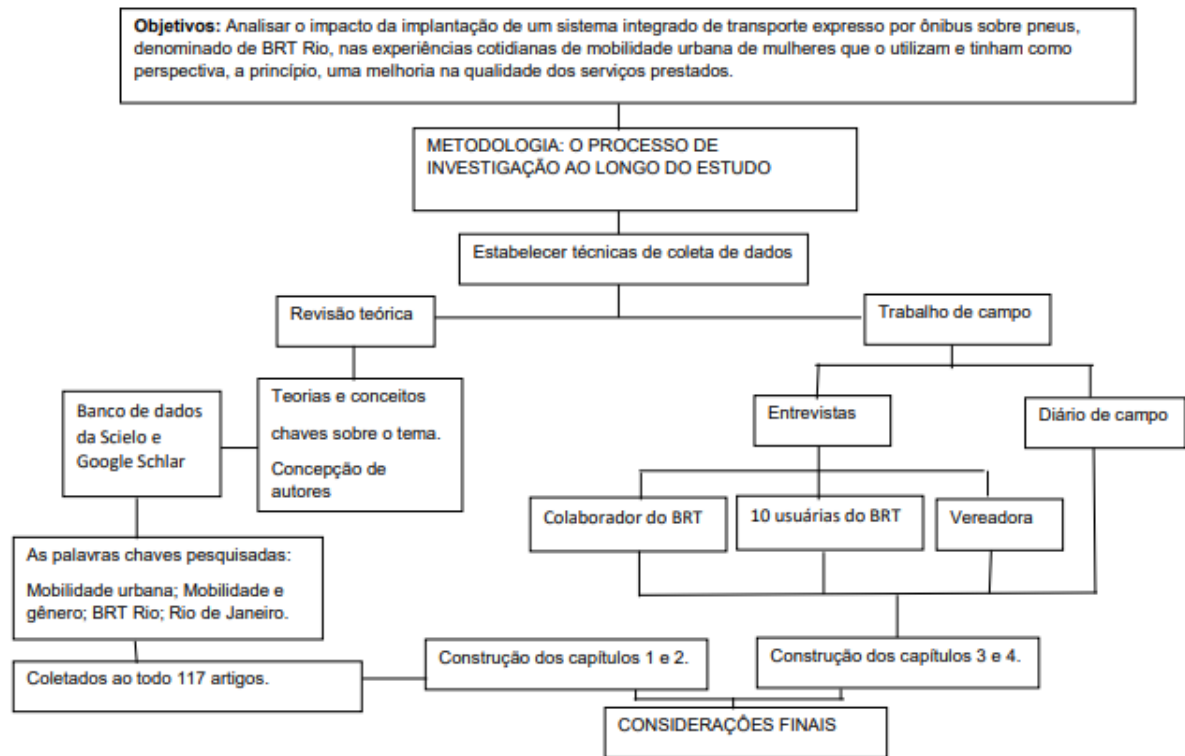 Objetivos: Analisar o impacto da implantação de um sistema integrado de transporte expresso por ônibus sobre pneus,
denominado de BRT Rio, nas experiências cotidianas de mobilidade urbana de mulheres que o utilizam e tinham como
perspectiva, a princípio, uma melhoria na qualidade dos serviços prestados.
METODOLOGIA: O PROCESSO DE
INVESTIGAÇÃO AO LONGO DO ESTUDO
Estabelecer técnicas de coleta de dados
Revisão teórica
Trabalho de campo
Banco de dados
da Scielo e
Google Schlar
Teorias e conceitos
chaves sobre o tema.
Concepção de
autores
Entrevistas
Diário de campo
Colaborador do BRT
10 usuárias do BRT
Vereadora
As palavras chaves pesquisadas:
Mobilidade urbana; Mobilidade e
gênero; BRT Rio; Rio de Janeiro.
Coletados ao todo 117 artigos.
Construção dos capítulos 1 e 2.
Construção dos capítulos 3 e 4.
CONSIDERAÇÕES FINAIS